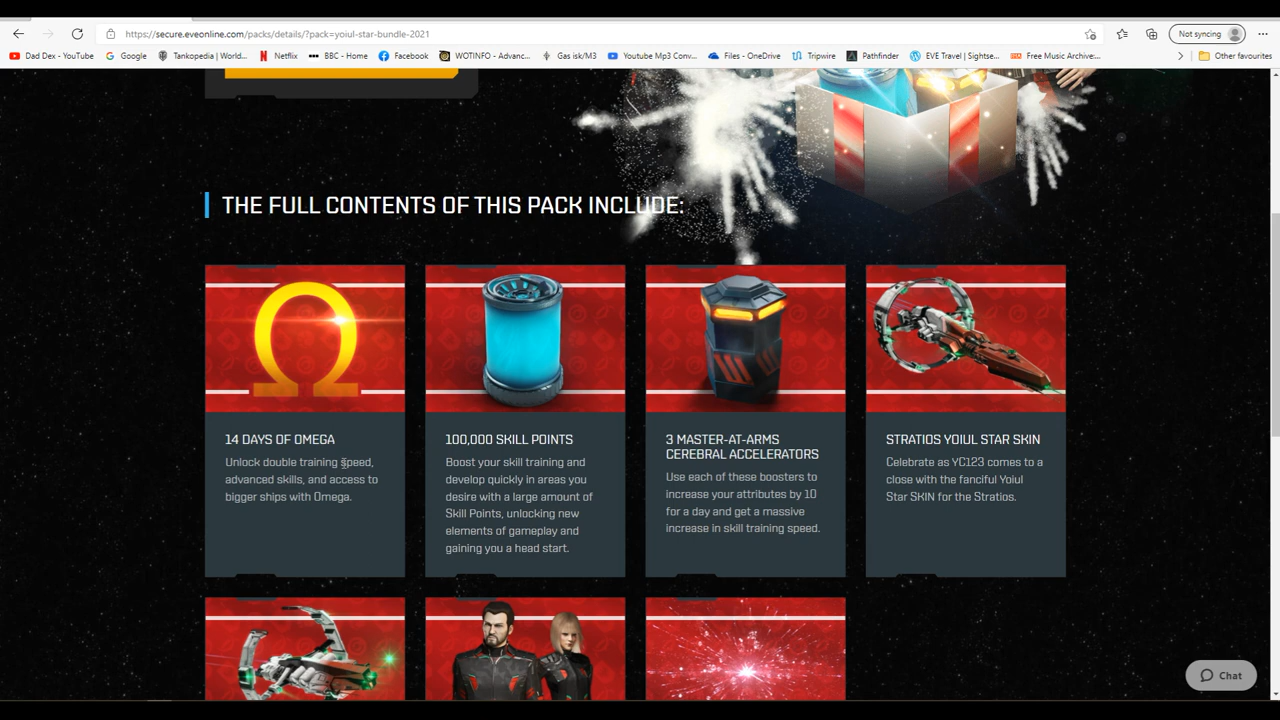 https://secure.eveonline.com/packs/details/?pack=yoiul-star-bundle-2021
Not syncing
Dad Dev - YouTube
Google
Tankopedia | World...
Netflix
BBC - Home
Facebook
WOTINFO - Advanc...
Gas isk/M3
Youtube Mp3 Conv...
Files - OneDrive
Tripwire
Pathfinder
EVE Travel | Sightse...
Free Music Archive:...
Other favourites
THE FULL CONTENTS OF THIS PACK INCLUDE:
14 DAYS OF OMEGA
Unlock double training speed,
advanced skills, and access to
bigger ships with Omega.
100,000 SKILL POINTS
Boost your skill training and
develop quickly in areas you
desire with a large amount of
Skill Points, unlocking new
elements of gameplay and
gaining you a head start.
3 MASTER-AT-ARMS
CEREBRAL ACCELERATORS
Use each of these boosters to
increase your attributes by 10
for a day and get a massive
increase in skill training speed.
STRATIOS YOIUL STAR SKIN
Celebrate as YC123 comes to a
close with the fanciful Yoiul
Star SKIN for the Stratios.
Chat